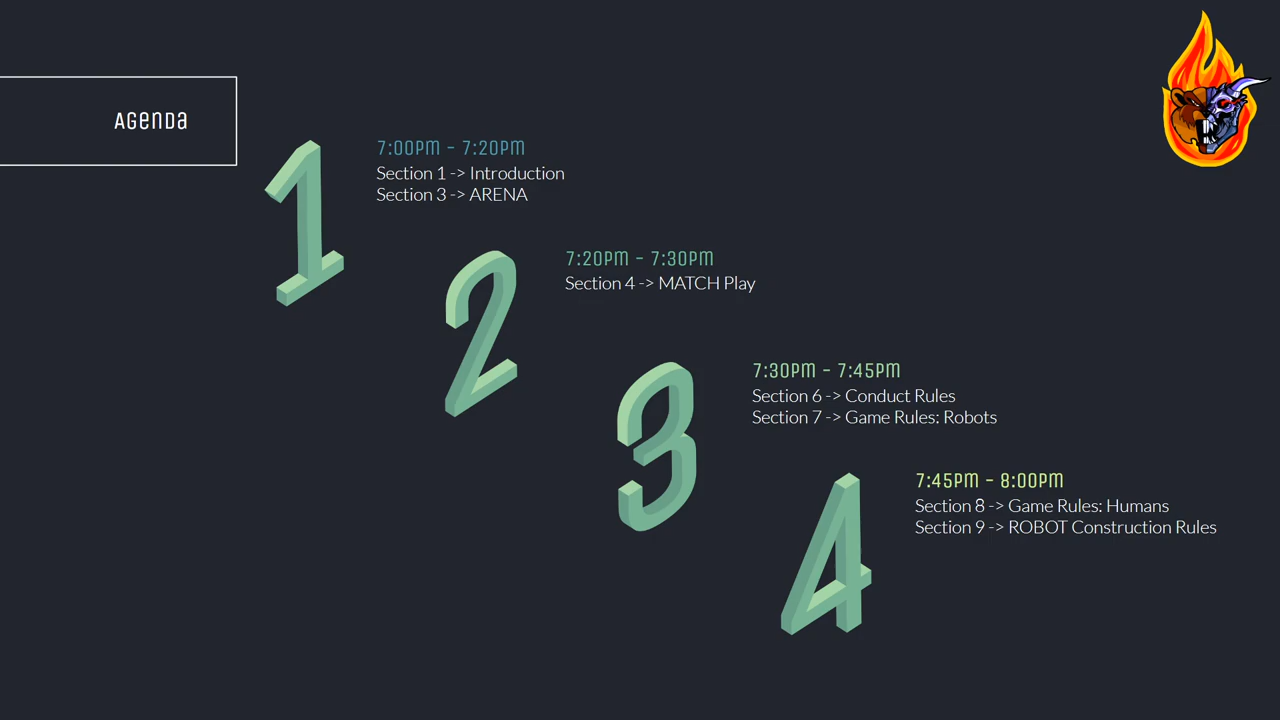 Agenda
1
7:00PM - 7:20PM
Section 1 -> Introduction
Section 3 -> ARENA
2
7:20PM - 7:30PM
Section 4 -> MATCH Play
3
7:30PM - 7:45PM
Section 6 -> Conduct Rules
Section 7 -> Game Rules: Robots
4
7:45PM - 8:00PM
Section 8 -> Game Rules: Humans
Section 9 -> ROBOT Construction Rules